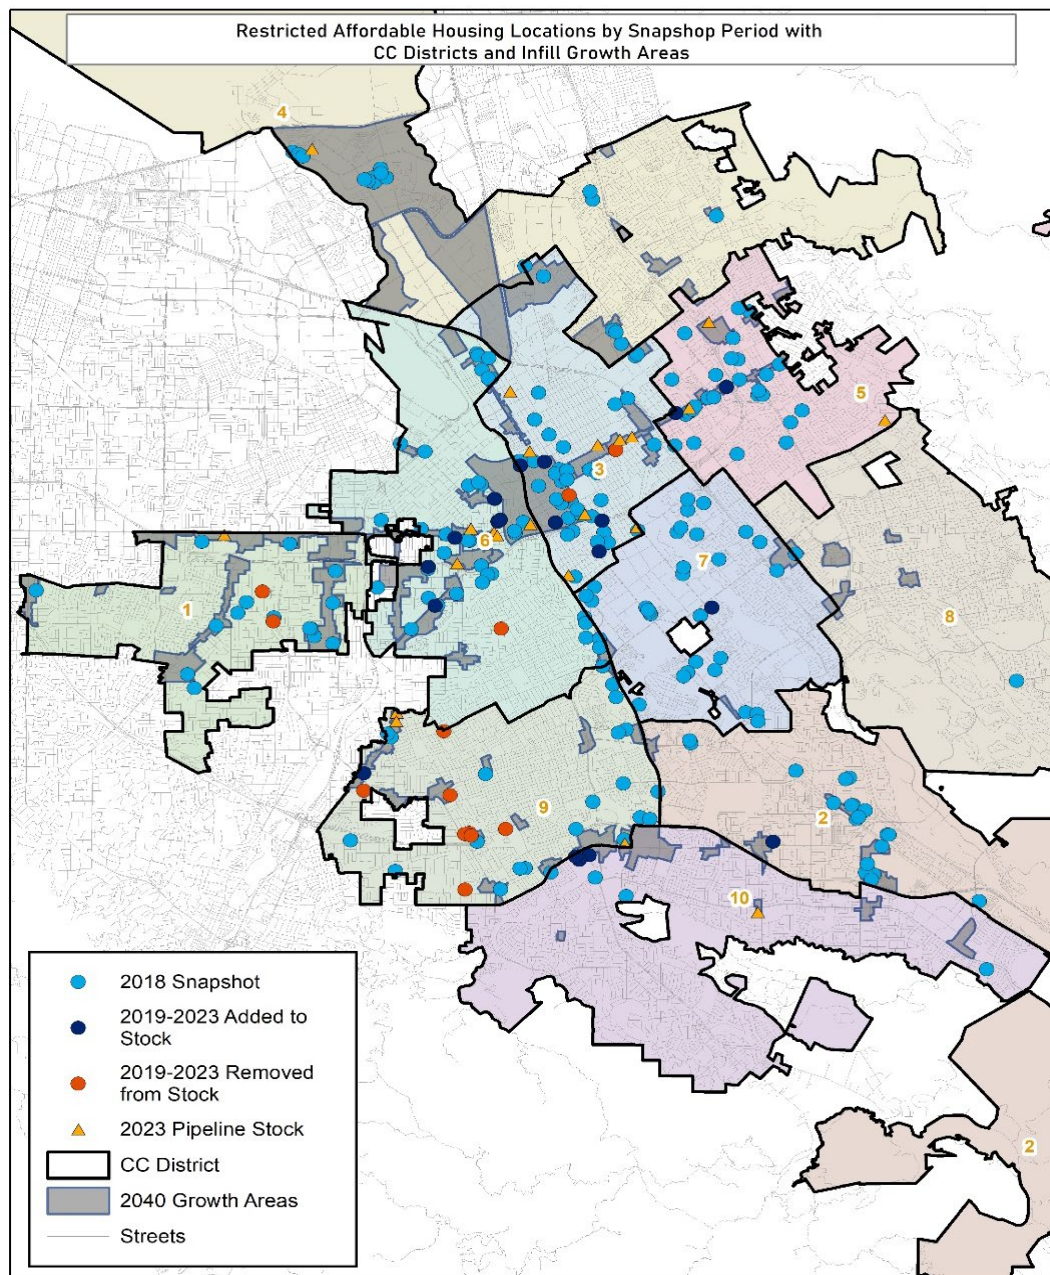 Restricted Affordable Housing Locations by Snapshop Period with
CC Districts and Infill Growth Areas
4
5
3
6
7
1
8
9
2
10
2
2018 Snapshot
2019-2023 Added to
Stock
2019-2023 Removed
from Stock
2023 Pipeline Stock
CC District
2040 Growth Areas
Streets